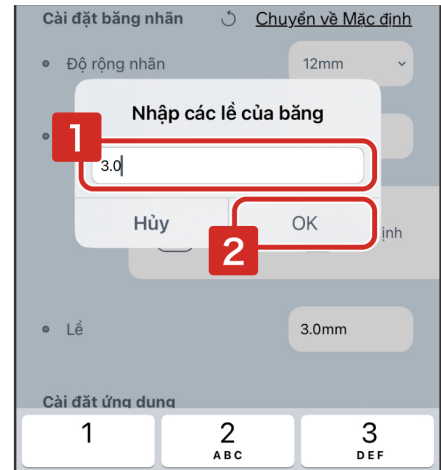 Cài đặt băng nhãn Chuyển về Mặc định
Độ rộng nhãn 12mm
Nhập các lề của băng
1
3.0
Hủy OK
2
ịnh
Lề 3.0mm
Cài đặt ứng dụng
1 2 3
ABC DEF